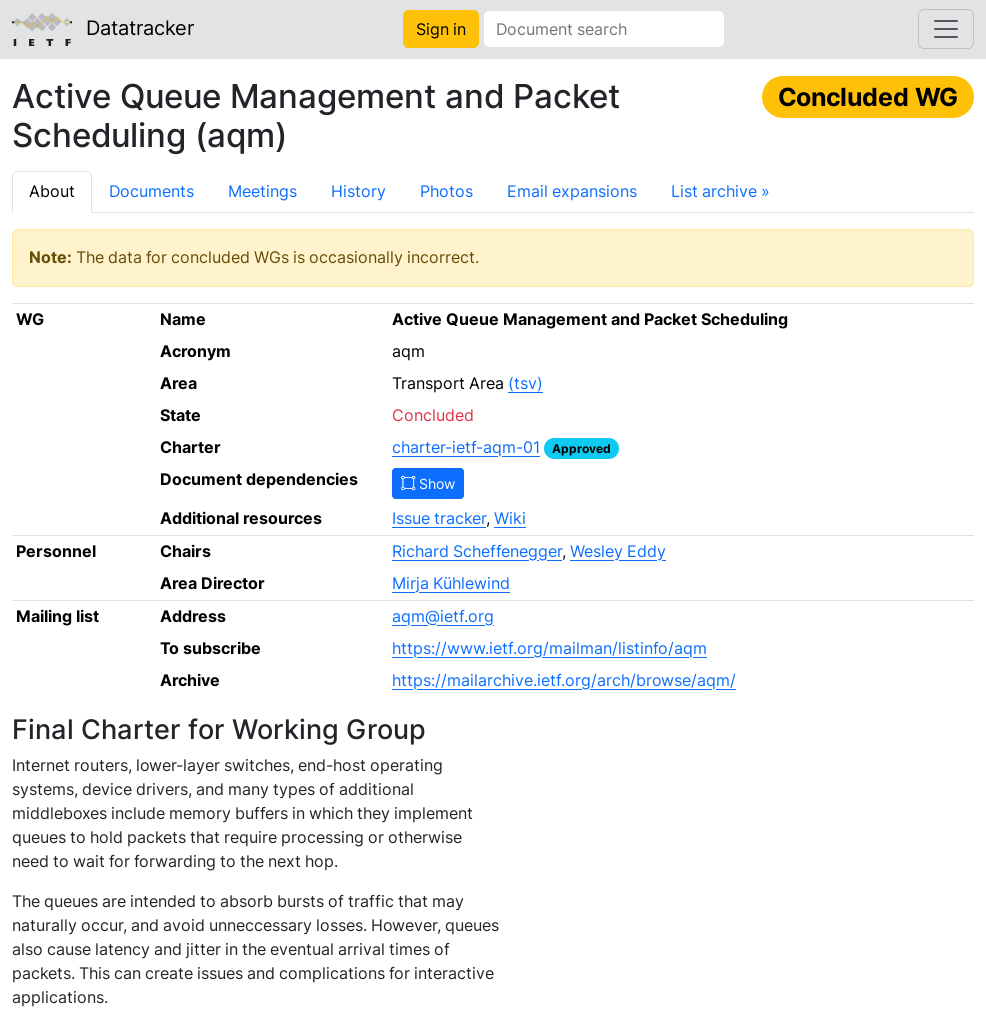 I E T F
Datatracker
Sign in
Document search
Active Queue Management and Packet
Scheduling (aqm)
Concluded WG
About
Documents
Meetings
History
Photos
Email expansions
List archive »
Note: The data for concluded WGs is occasionally incorrect.
WG
Name
Active Queue Management and Packet Scheduling
Acronym
aqm
Area
Transport Area (tsv)
State
Concluded
Charter
charter-ietf-aqm-01 Approved
Document dependencies
Show
Additional resources
Issue tracker, Wiki
Personnel
Chairs
Richard Scheffenegger, Wesley Eddy
Area Director
Mirja Kühlewind
Mailing list
Address
aqm@ietf.org
To subscribe
https://www.ietf.org/mailman/listinfo/aqm
Archive
https://mailarchive.ietf.org/arch/browse/aqm/
Final Charter for Working Group
Internet routers, lower-layer switches, end-host operating
systems, device drivers, and many types of additional
middleboxes include memory buffers in which they implement
queues to hold packets that require processing or otherwise
need to wait for forwarding to the next hop.
The queues are intended to absorb bursts of traffic that may
naturally occur, and avoid unneccessary losses. However, queues
also cause latency and jitter in the eventual arrival times of
packets. This can create issues and complications for interactive
applications.